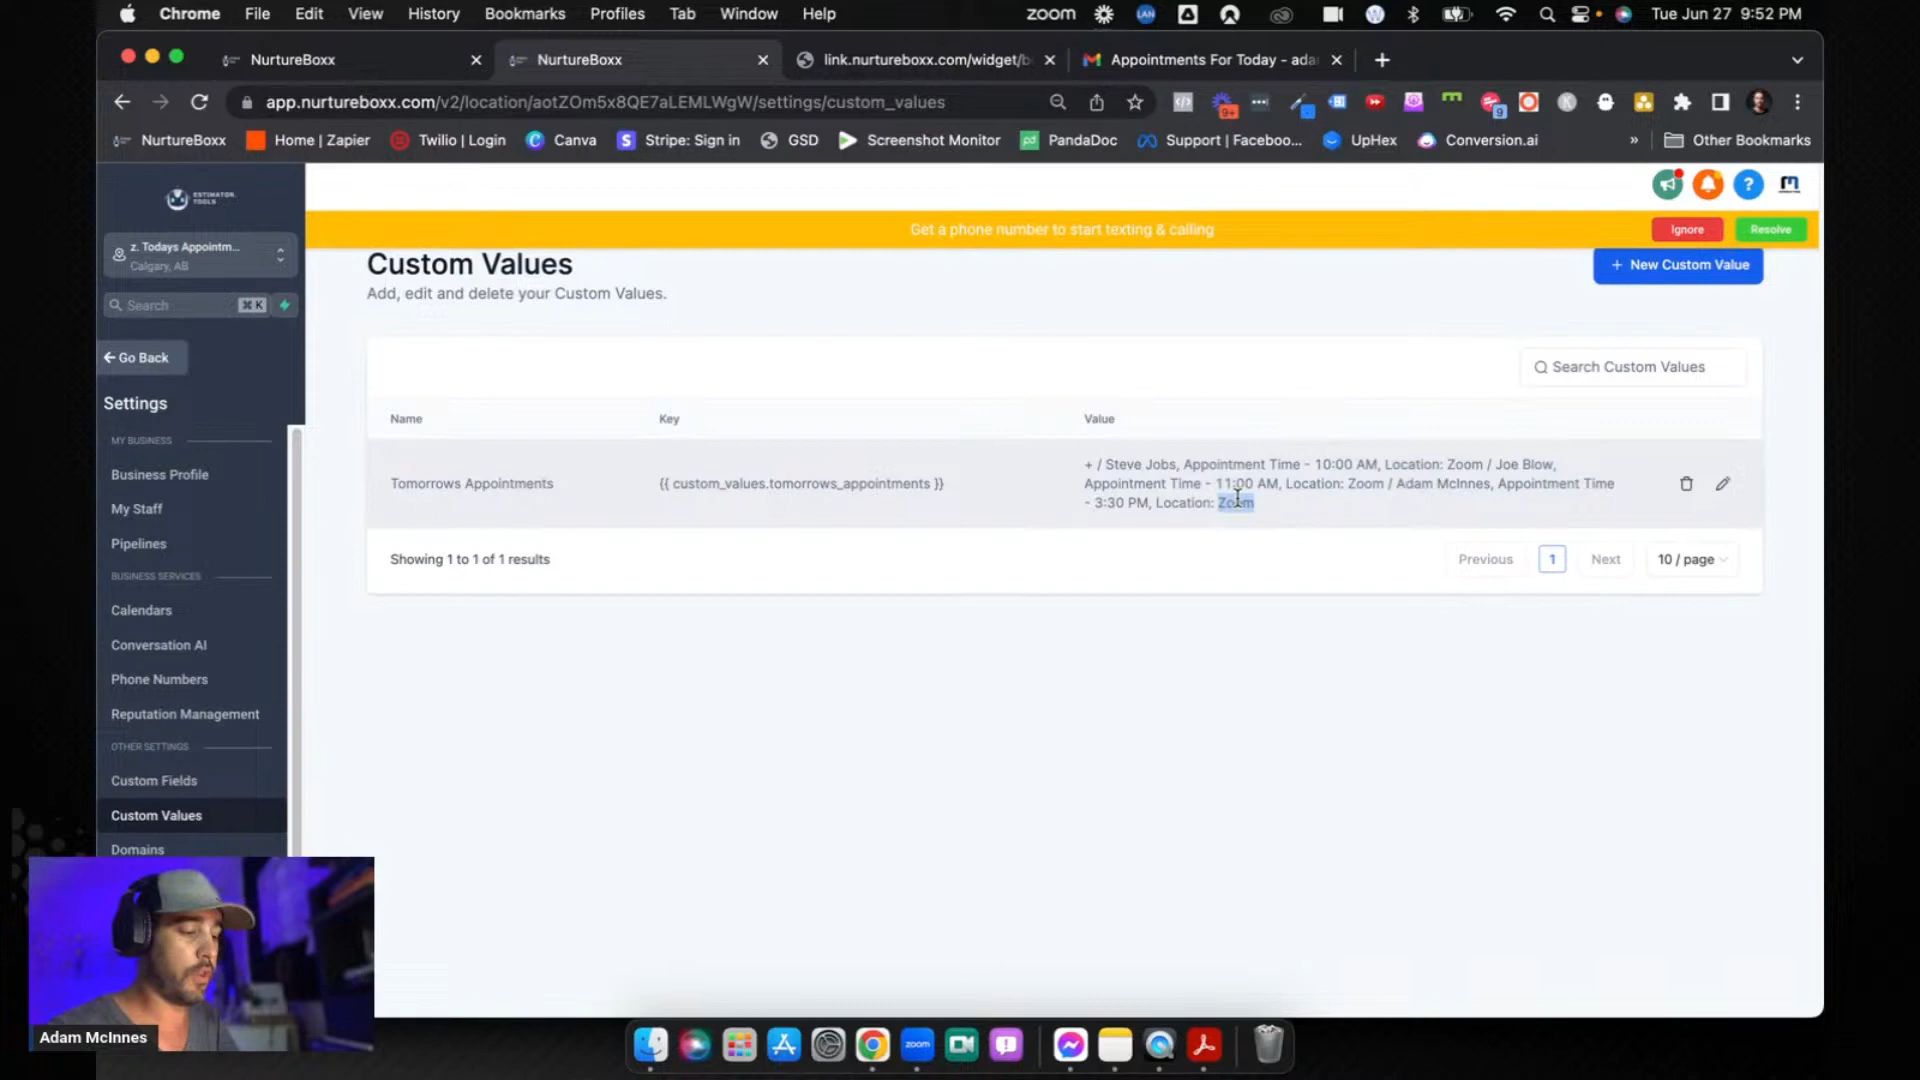 Chrome File Edit View History Bookmarks Profiles Tab Window Help zoom LAN Tue Jun 27 9:52 PM
NurtureBoxx NurtureBoxx link.nurtureboxx.com/widget/b Appointments For Today - ada
app.nurtureboxx.com/v2/location/aotZOm5x8QE7aLEMLWgW/settings/custom_values 9+ 9
NurtureBoxx Home | Zapier Twilio | Login Canva Stripe: Sign in GSD Screenshot Monitor PandaDoc Support | Faceboo... UpHex Conversion.ai » Other Bookmarks
ESTIMATOR.
TOOLS
Get a phone number to start texting & calling Ignore Resolve
z. Todays Appointm...
Calgary, AB
Search ⌘ K
Go Back
Settings
MY BUSINESS
Business Profile
My Staff
Pipelines
BUSINESS SERVICES
Calendars
Conversation AI
Phone Numbers
Reputation Management
OTHER SETTINGS
Custom Fields
Custom Values
Domains
Custom Values
+ New Custom Value
Add, edit and delete your Custom Values.
Search Custom Values
Name Key Value
Tomorrows Appointments {{ custom_values.tomorrows_appointments }}
+ / Steve Jobs, Appointment Time - 10:00 AM, Location: Zoom / Joe Blow,
Appointment Time - 11:00 AM, Location: Zoom / Adam McInnes, Appointment Time
- 3:30 PM, Location: Zoom
Showing 1 to 1 of 1 results Previous 1 Next 10 / page
Adam McInnes
zoom